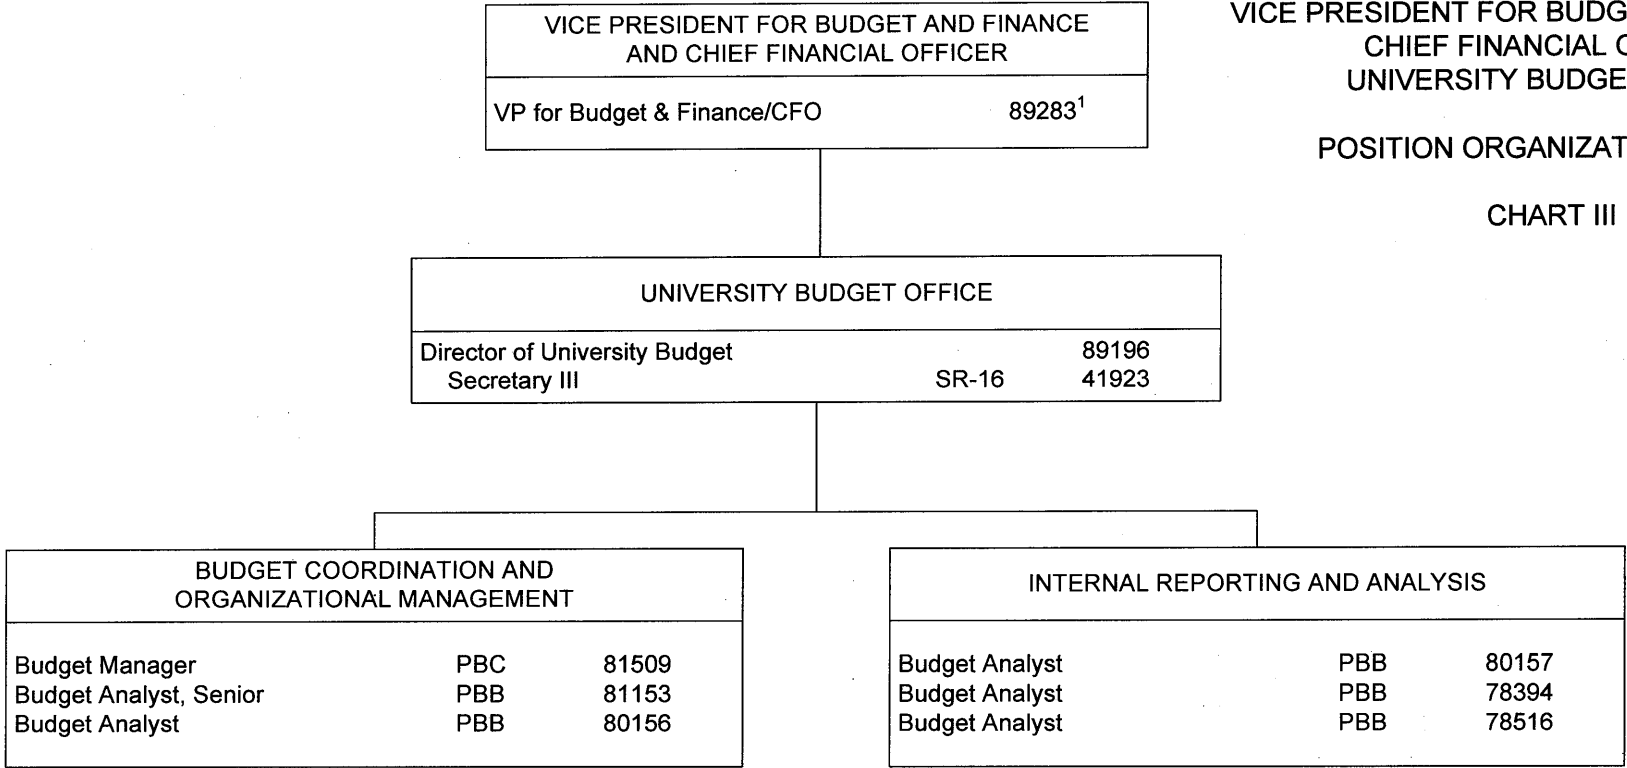 VICE PRESIDENT FOR BUDGET AND FINANCE
AND CHIEF FINANCIAL OFFICER
VP for Budget & Finance/CFO 89283¹
VICE PRESIDENT FOR BUDG
CHIEF FINANCIAL
UNIVERSITY BUDGE
POSITION ORGANIZAT
CHART III
UNIVERSITY BUDGET OFFICE
Director of University Budget 89196
Secretary III SR-16 41923
BUDGET COORDINATION AND
ORGANIZATIONAL MANAGEMENT
Budget Manager PBC 81509
Budget Analyst, Senior PBB 81153
Budget Analyst PBB 80156
INTERNAL REPORTING AND ANALYSIS
Budget Analyst PBB 80157
Budget Analyst PBB 78394
Budget Analyst PBB 78516